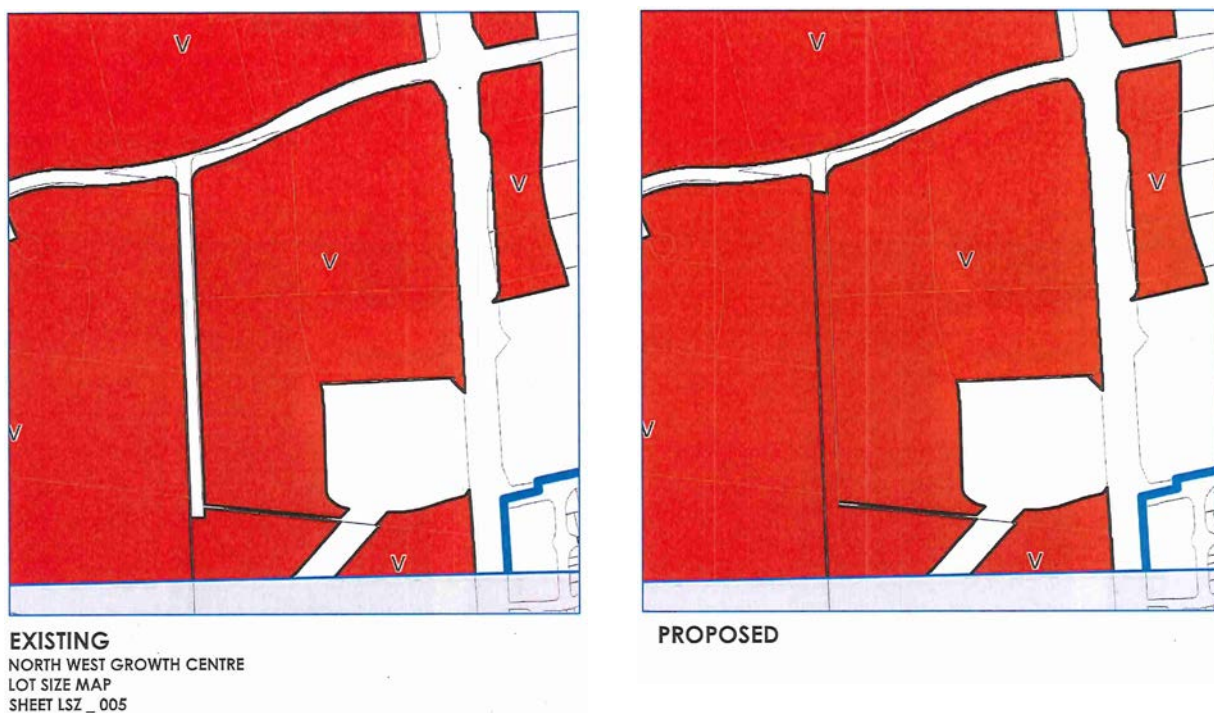 V
V
V
V
V
EXISTING
NORTH WEST GROWTH CENTRE
LOT SIZE MAP
SHEET LSZ _ 005
V
V
V
V
V
PROPOSED